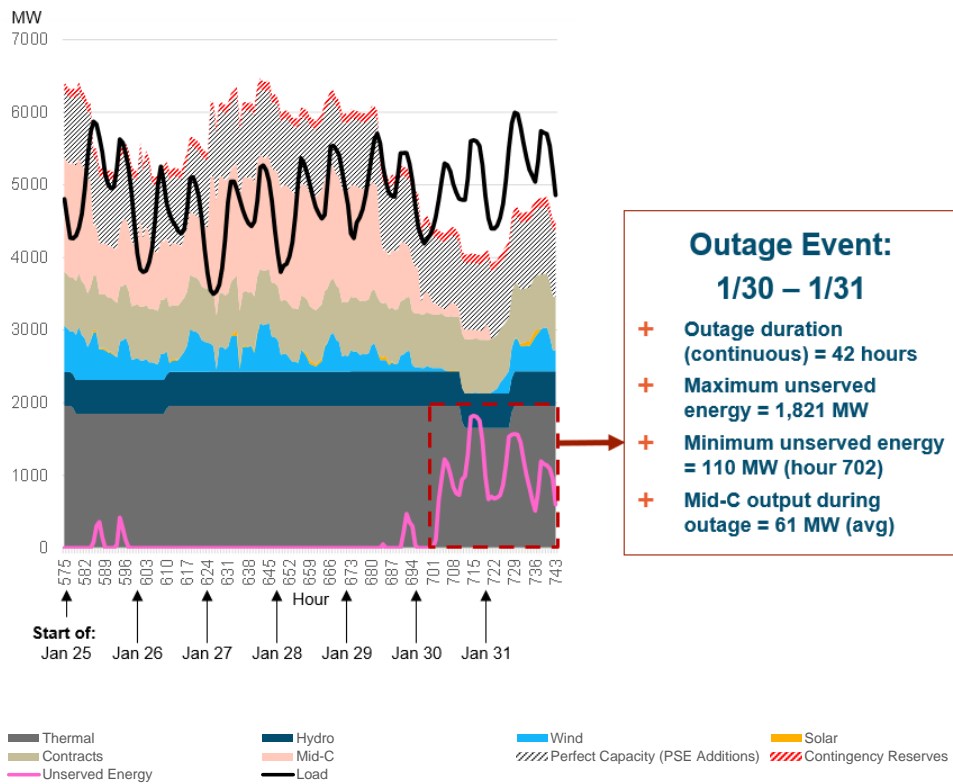 MW
7000
6000
5000
4000
3000
2000
1000
0
575 582 589 596 603 610 617 624 631 638 645 652 659 666 673 680 687 694 701 708 715 722 729 736 743
Hour
Start of:
Jan 25 Jan 26 Jan 27 Jan 28 Jan 29 Jan 30 Jan 31
Outage Event:
1/30 – 1/31
+ Outage duration
(continuous) = 42 hours
+ Maximum unserved
energy = 1,821 MW
+ Minimum unserved energy
= 110 MW (hour 702)
+ Mid-C output during
outage = 61 MW (avg)
Thermal Hydro Wind Solar
Contracts Mid-C Perfect Capacity (PSE Additions) Contingency Reserves
Unserved Energy Load